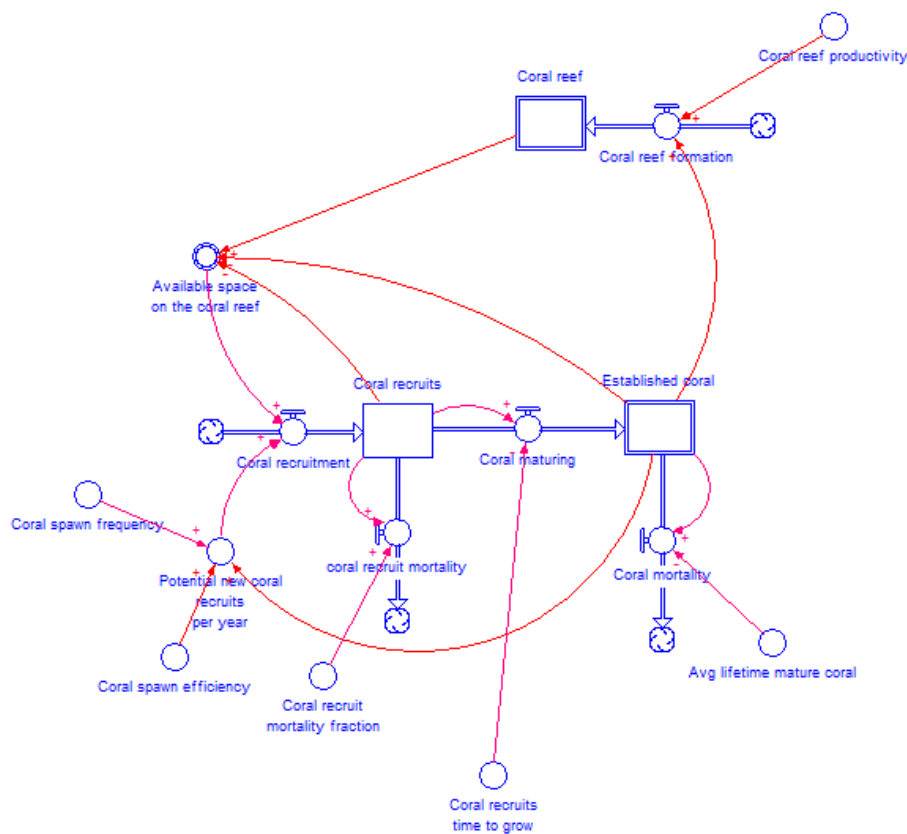 Coral reef productivity
Coral reef
+
Coral reef formation
+
+
-
-
Available space
on the coral reef
Coral recruits
Established coral
+
+
+
Coral recruitment
-
Coral maturing
Coral spawn frequency
+
+
+
+
coral recruit mortality
+
-
Coral mortality
+
+
Potential new coral
recruits
per year
Coral spawn efficiency
Avg lifetime mature coral
Coral recruit
mortality fraction
Coral recruits
time to grow